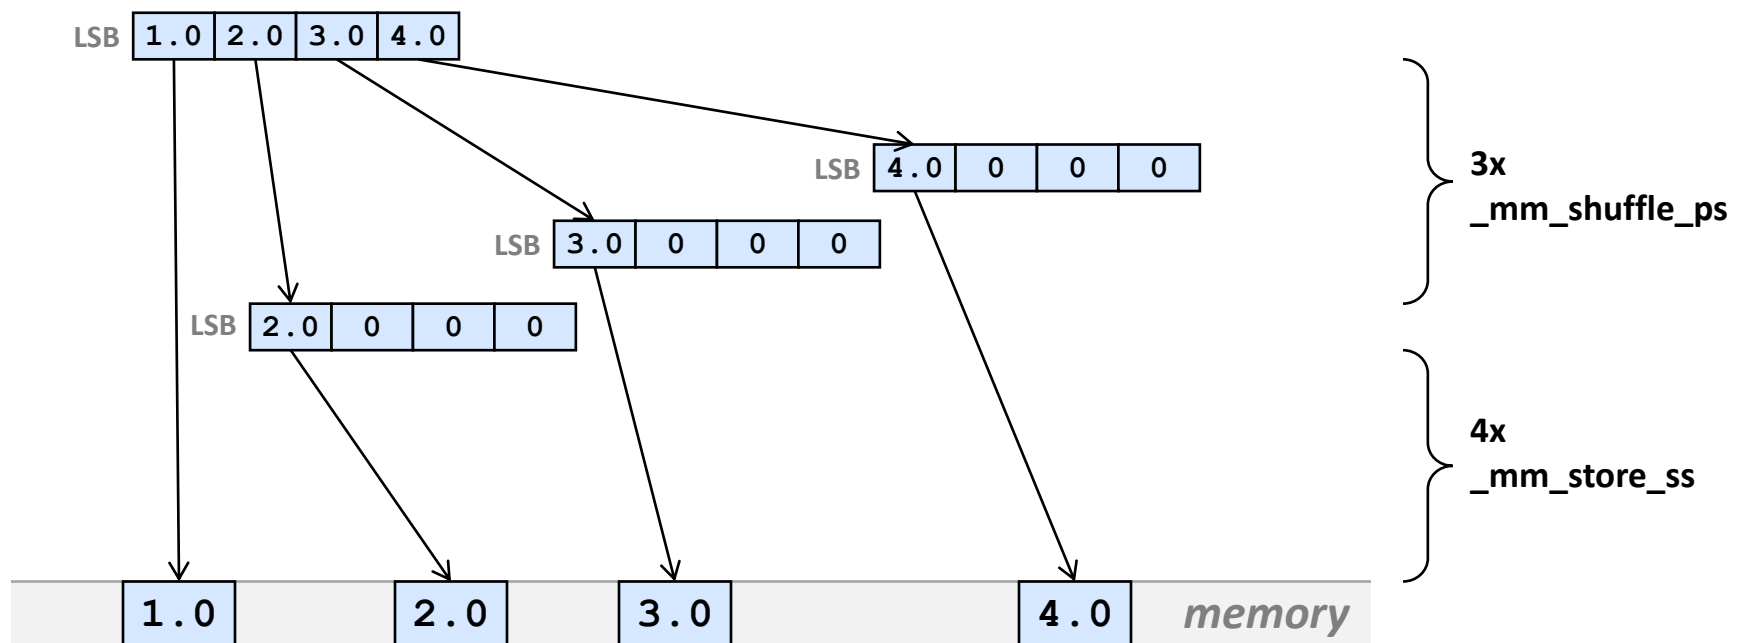 LSB 1.0 2.0 3.0 4.0
LSB 4.0 0 0 0
3x
_mm_shuffle_ps
LSB 3.0 0 0 0
LSB 2.0 0 0 0
4x
_mm_store_ss
1.0 2.0 3.0 4.0 memory